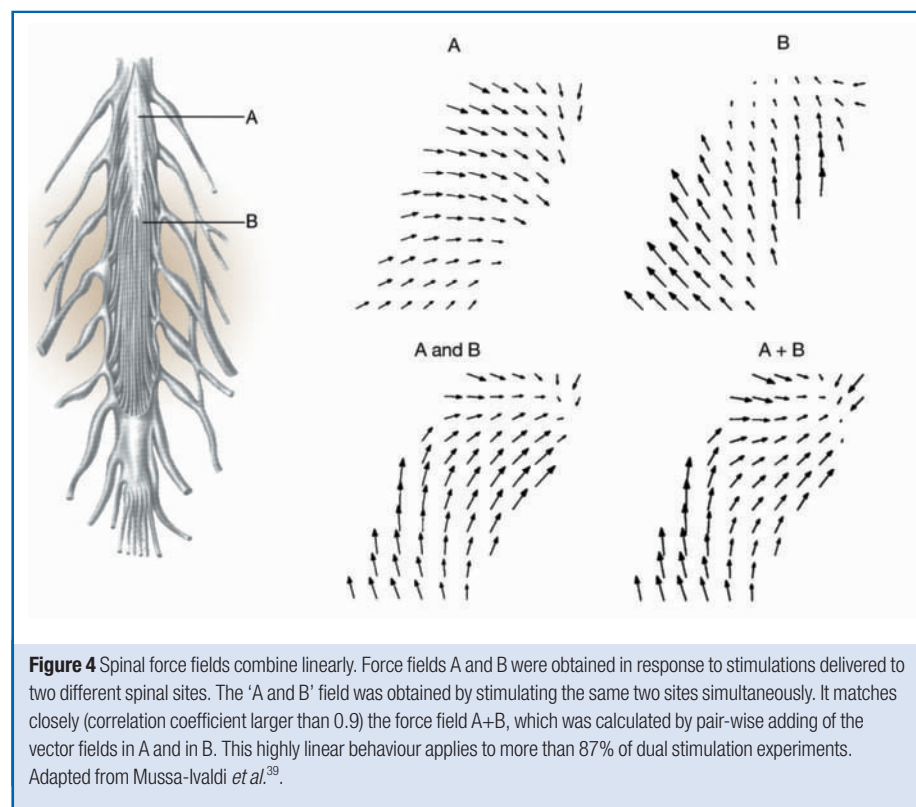 A
B
A
B
A and B
A + B
Figure 4 Spinal force fields combine linearly. Force fields A and B were obtained in response to stimulations delivered to
two different spinal sites. The ‘A and B’ field was obtained by stimulating the same two sites simultaneously. It matches
closely (correlation coefficient larger than 0.9) the force field A+B, which was calculated by pair-wise adding of the
vector fields in A and in B. This highly linear behaviour applies to more than 87% of dual stimulation experiments.
Adapted from Mussa-Ivaldi et al.39.